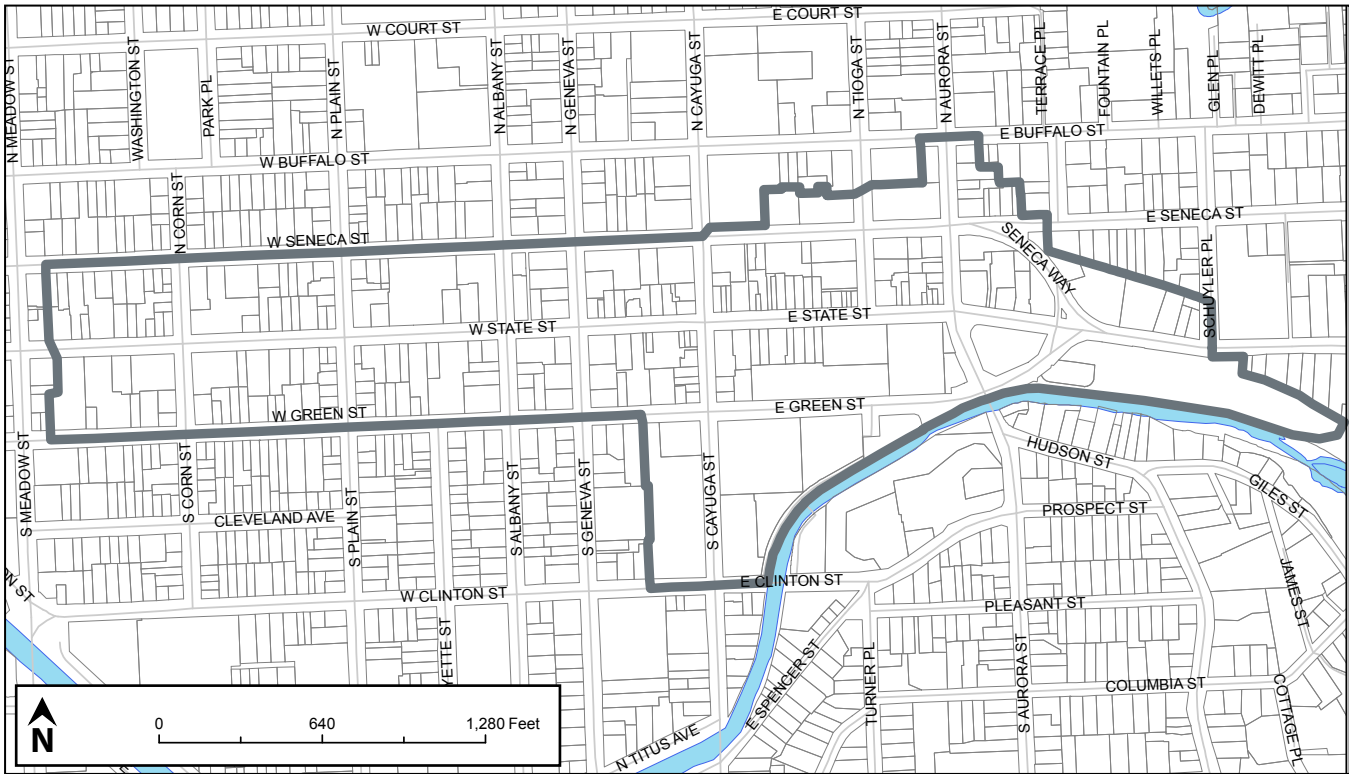 E COURT ST
W COURT ST
N MEADOW ST
WASHINGTON ST
PARK PL
N PLAIN ST
N ALBANY ST
N GENEVA ST
N CAYUGA ST
N TIOGA ST
N AURORA ST
TERRACE PL
FOUNTAIN PL
WILLETS PL
GLEN PL
DEWITT PL
E BUFFALO ST
W BUFFALO ST
N CORN ST
E SENECA ST
W SENECA ST
SENECA WAY
SCHUYLER PL
E STATE ST
W STATE ST
E GREEN ST
W GREEN ST
S MEADOW ST
S CORN ST
S PLAIN ST
S ALBANY ST
S GENEVA ST
S CAYUGA ST
HUDSON ST
GILES ST
PROSPECT ST
CLEVELAND AVE
E CLINTON ST
W CLINTON ST
ON ST
JAMES ST
PLEASANT ST
YETTE ST
E SPENCER ST
TURNER PL
S AURORA ST
COLUMBIA ST
COTTAGE PL
N TITUS AVE
N
0 640 1,280 Feet